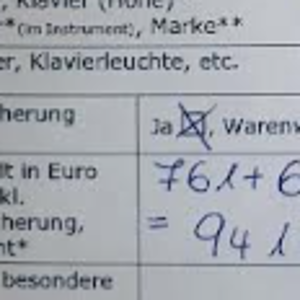 , Klavier (Höhe)
*(im Instrument), Marke**
er, Klavierleuchte, etc.
herung
Ja ☒, Warenw
lt in Euro
kl.
herung,
nt*
761+6
= 941
besondere